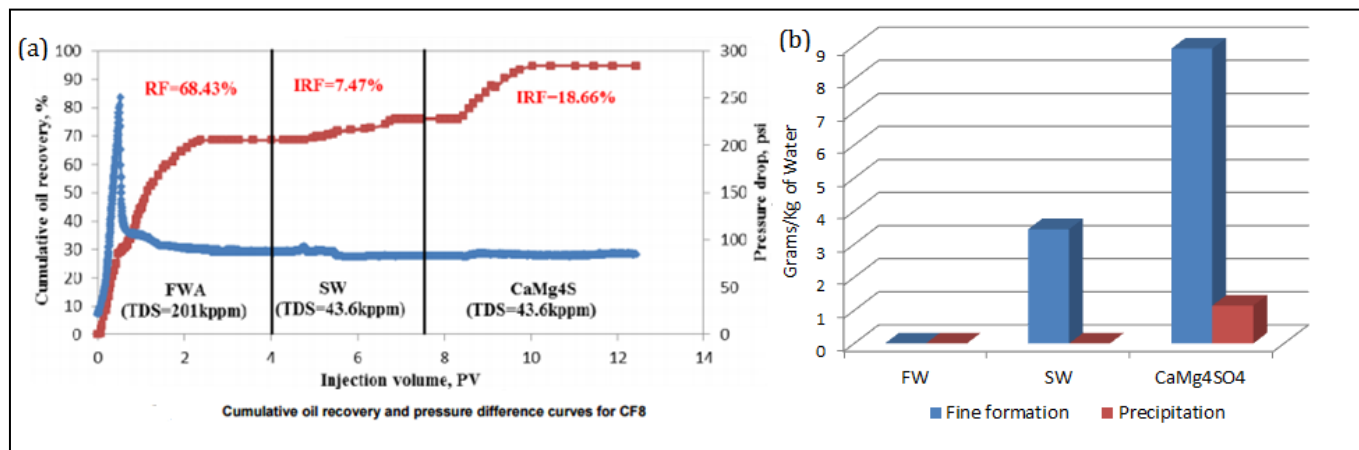 (a)
100
90
80
70
60
50
40
30
20
10
0
Cumulative oil recovery, %
RF=68.43%
IRF=7.47%
IRF=18.66%
FWA
(TDS=201kppm)
SW
(TDS=43.6kppm)
CaMg4S
(TDS=43.6kppm)
300
250
200
150
100
50
0
Pressure drop, psi
0 2 4 6 8 10 12 14
Injection volume, PV
Cumulative oil recovery and pressure difference curves for CF8
(b)
9
8
7
6
5
4
3
2
1
0
Grams/Kg of Water
FW SW CaMg4SO4
Fine formation Precipitation